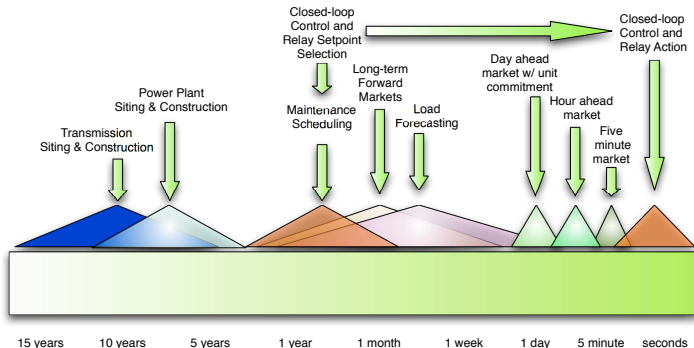 Closed-loop
Control and
Relay Setpoint
Selection
Closed-loop
Control and
Relay Action
Power Plant
Siting & Construction
Transmission
Siting & Construction
Maintenance
Scheduling
Long-term
Forward
Markets
Load
Forecasting
Day ahead
market w/ unit
commitment
Hour ahead
market
Five
minute
market
15 years
10 years
5 years
1 year
1 month
1 week
1 day
5 minute
seconds